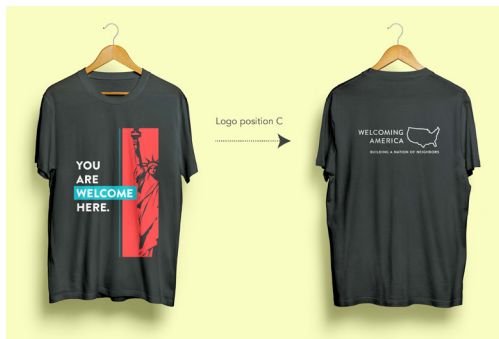 YOU
ARE
WELCOME
HERE.
Logo position C
WELCOMING
AMERICA
BUILDING A NATION OF NEIGHBORS